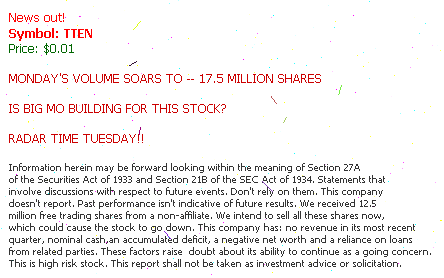 News out!
Symbol: TTEN
Price: $0.01
MONDAY'S VOLUME SOARS TO -- 17.5 MILLION SHARES
IS BIG MO BUILDING FOR THIS STOCK?
RADAR TIME TUESDAY!!
Information herein may be forward looking within the meaning of Section 27A
of the Securities Act of 1933 and Section 21B of the SEC Act of 1934. Statements that
involve discussions with respect to future events. Don't rely on them. This company
doesn't report. Past performance isn't indicative of future results. We received 12.5
million free trading shares from a non-affiliate. We intend to sell all these shares now,
which could cause the stock to go down. This company has: no revenue in its most recent
quarter, nominal cash,an accumulated deficit, a negative net worth and a reliance on loans
from related parties. These factors raise doubt about its ability to continue as a going concern.
This is high risk stock. This report shall not be taken as investment advice or solicitation.